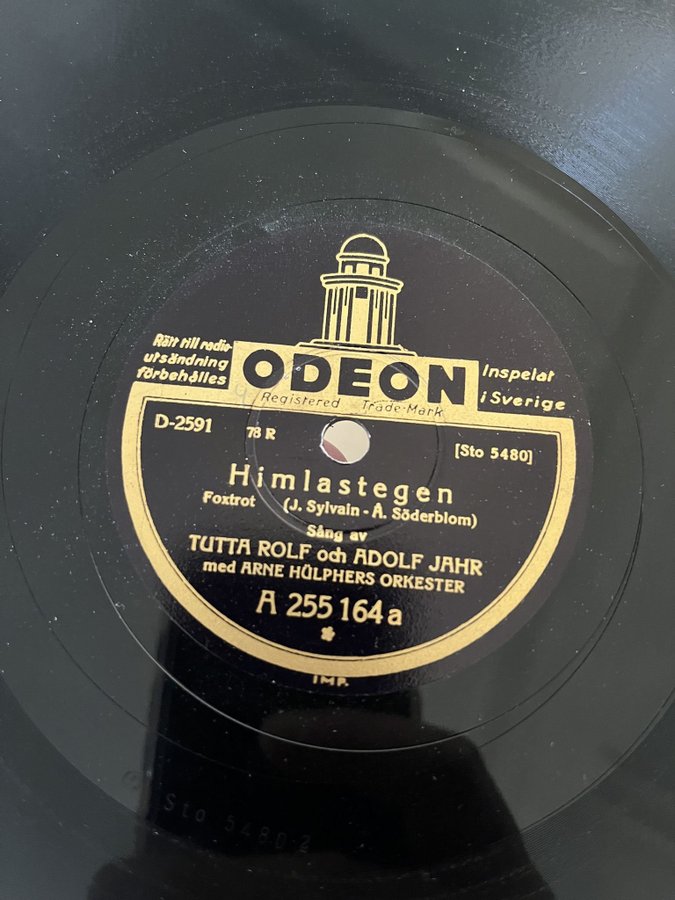 Rätt till radio-
utsändning
förbehålles
ODEON
Inspelat
i Sverige
Registered Trade-Mark
D-2591 78 R [Sto 5480]
Himlastegen
Foxtrot (J. Sylvain - A. Söderblom)
Sång av
TUTTA ROLF och ADOLF JAHR
med ARNE HÜLPHERS ORKESTER
A 255 164 a
IMP.
Sto 5480 2